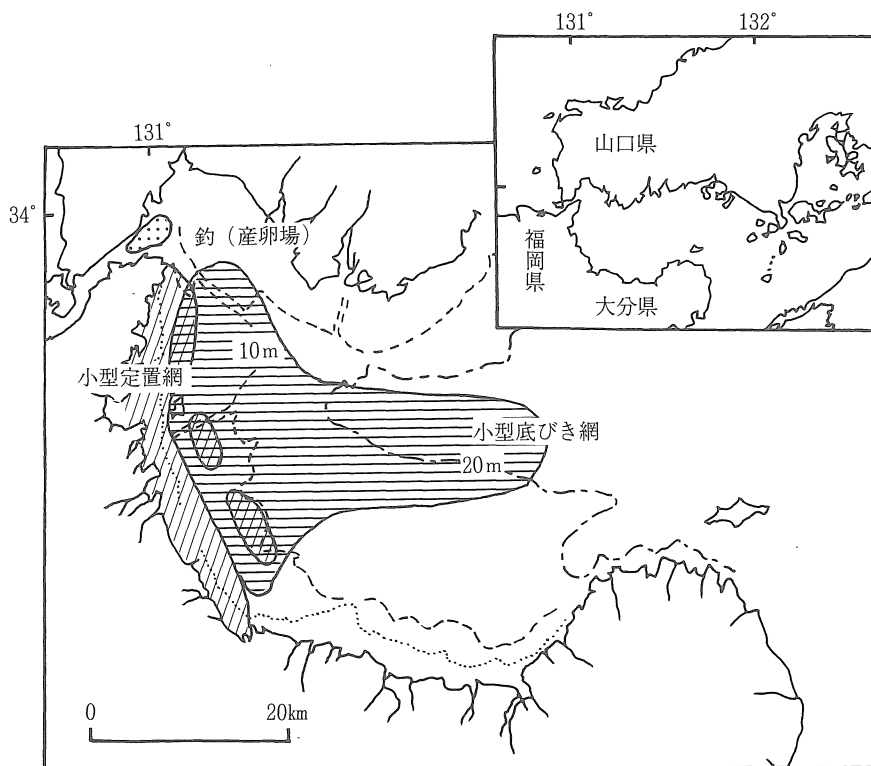 131°
132°
山口県
福岡県
大分県
131°
34°
釣（産卵場）
10m
小型定置網
小型底びき網
20m
0
20km